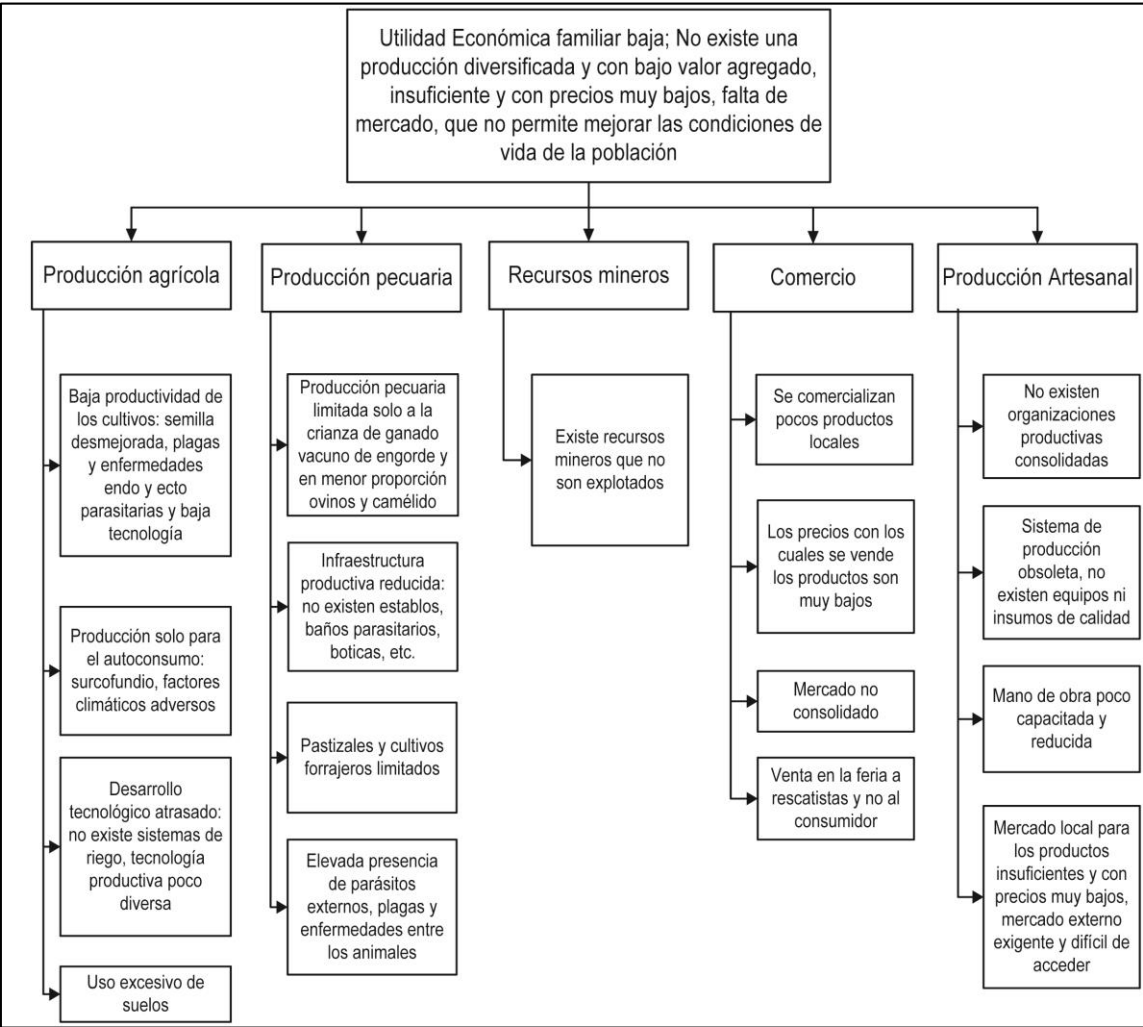 Utilidad Económica familiar baja; No existe una
producción diversificada y con bajo valor agregado,
insuficiente y con precios muy bajos, falta de
mercado, que no permite mejorar las condiciones de
vida de la población
Producción agrícola
Baja productividad de
los cultivos: semilla
desmejorada, plagas
y enfermedades
endo y ecto
parasitarias y baja
tecnología
Producción solo para
el autoconsumo:
surcofundio, factores
climáticos adversos
Desarrollo
tecnológico atrasado:
no existe sistemas de
riego, tecnología
productiva poco
diversa
Uso excesivo de
suelos
Producción pecuaria
Producción pecuaria
limitada solo a la
crianza de ganado
vacuno de engorde y
en menor proporción
ovinos y camélido
Infraestructura
productiva reducida:
no existen establos,
baños parasitarios,
boticas, etc.
Pastizales y cultivos
forrajeros limitados
Elevada presencia
de parásitos
externos, plagas y
enfermedades entre
los animales
Recursos mineros
Existe recursos
mineros que no
son explotados
Comercio
Se comercializan
pocos productos
locales
Los precios con los
cuales se vende
los productos son
muy bajos
Mercado no
consolidado
Venta en la feria a
rescatistas y no al
consumidor
Producción Artesanal
No existen
organizaciones
productivas
consolidadas
Sistema de
producción
obsoleta, no
existen equipos ni
insumos de calidad
Mano de obra poco
capacitada y
reducida
Mercado local para
los productos
insuficientes y con
precios muy bajos,
mercado externo
exigente y difícil de
acceder